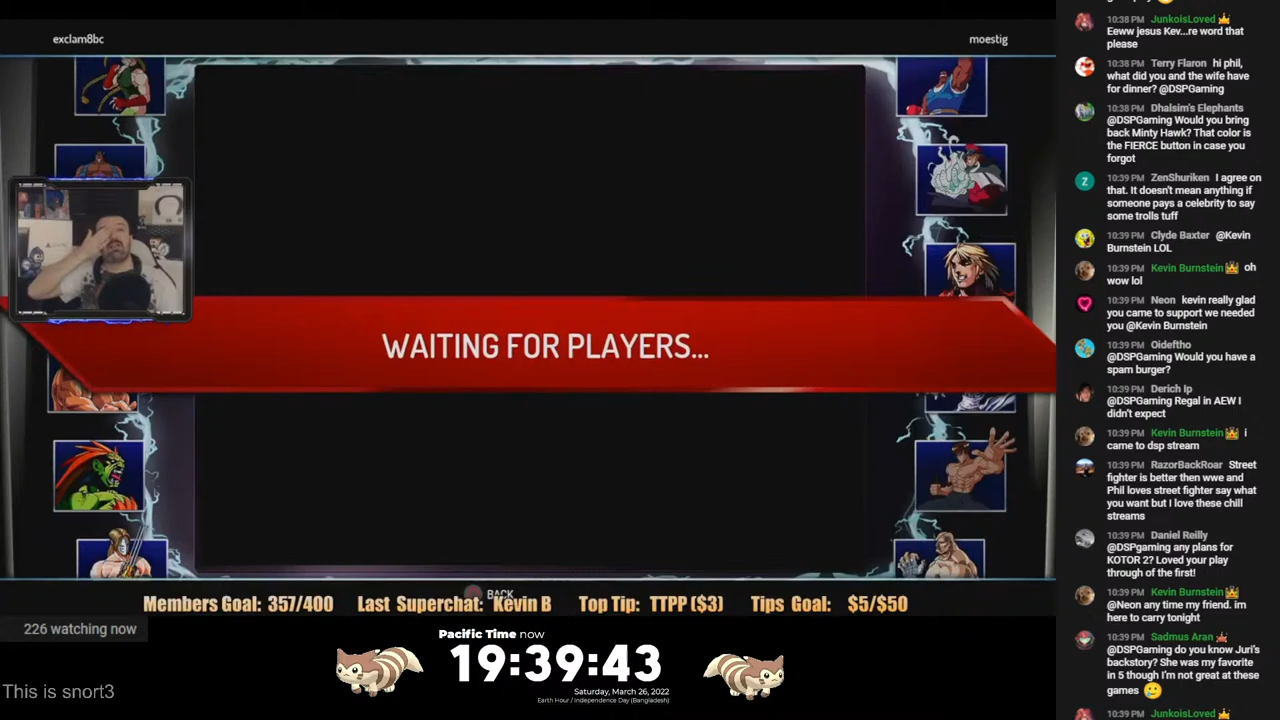 exclam8bc
moestig
WAITING FOR PLAYERS...
BACK
Members Goal: 357/400 Last Superchat: Kevin B Top Tip: TTPP ($3) Tips Goal: $5/$50
226 watching now
This is snort3
Pacific Time now
19:39:43
Saturday, March 26, 2022
Earth Hour / Independence Day (Bangladesh)
10:38 PM JunkoisLoved
Eeww jesus Kev...re word that
please
10:38 PM Terry Flaron hi phil,
what did you and the wife have
for dinner? @DSPGaming
10:38 PM Dhalsim's Elephants
@DSPGaming Would you bring
back Minty Hawk? That color is
the FIERCE button in case you
forgot
Z
10:39 PM ZenShuriken I agree on
that. It doesn't mean anything if
someone pays a celebrity to say
some trolls tuff
10:39 PM Clyde Baxter @Kevin
Burnstein LOL
10:39 PM Kevin Burnstein oh
wow lol
10:39 PM Neon kevin really glad
you came to support we needed
you @Kevin Burnstein
10:39 PM Oideftho
@DSPGaming Would you have a
spam burger?
10:39 PM Derich Ip
@DSPGaming Regal in AEW I
didn't expect
10:39 PM Kevin Burnstein i
came to dsp stream
10:39 PM RazorBackRoar Street
fighter is better then wwe and
Phil loves street fighter say what
you want but I love these chill
streams
10:39 PM Daniel Reilly
@DSPgaming any plans for
KOTOR 2? Loved your play
through of the first!
10:39 PM Kevin Burnstein
@Neon any time my friend. im
here to carry tonight
10:39 PM Sadmus Aran
@DSPGaming do you know Juri's
backstory? She was my favorite
in 5 though I'm not great at these
games
10:39 PM JunkoisLoved